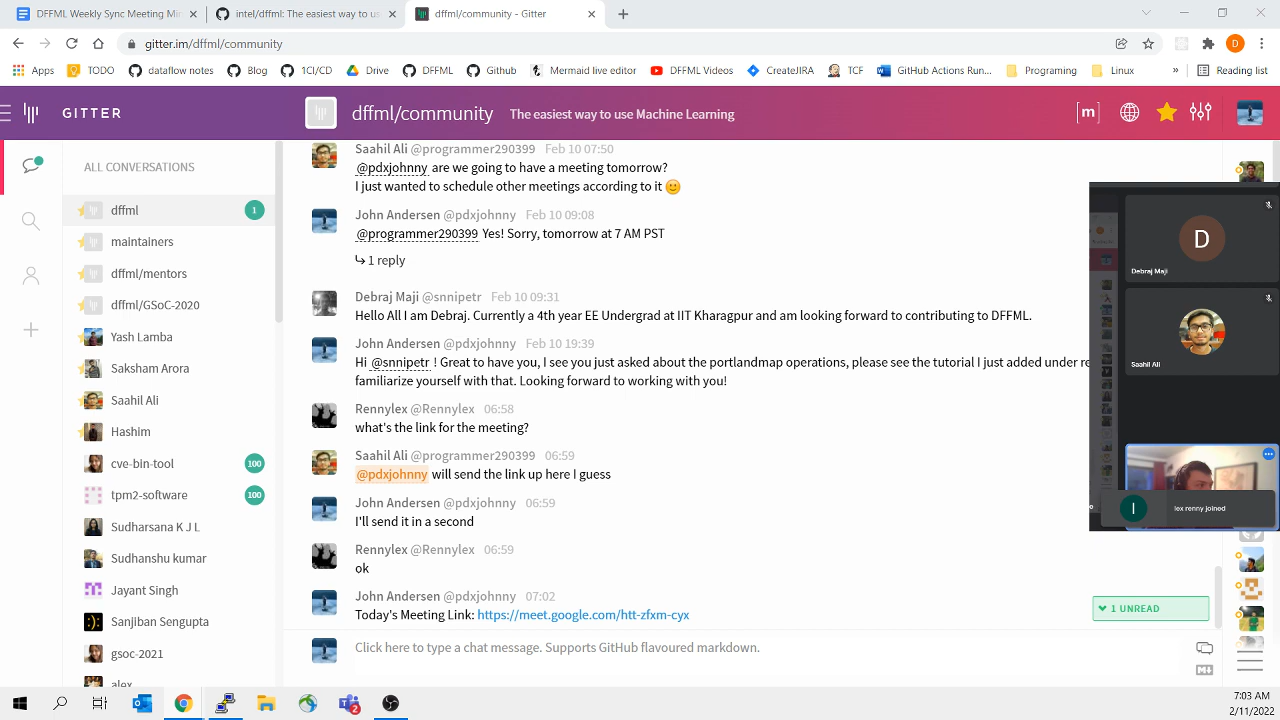 DFFML Weekly Sync Meeting Min
intel/dffml: The easiest way to us
dffml/community - Gitter
gitter.im/dffml/community
D
Apps
TODO
dataflow notes
Blog
1CI/CD
Drive
DFFML
Github
Mermaid live editor
DFFML Videos
CreateJIRA
TCF
GitHub Actions Run...
Programing
Linux
»
Reading list
GITTER
dffml/community
The easiest way to use Machine Learning
[m]
ALL CONVERSATIONS
dffml
1
maintainers
dffml/mentors
dffml/GSoC-2020
Yash Lamba
Saksham Arora
Saahil Ali
Hashim
cve-bin-tool
100
tpm2-software
100
Sudharsana K J L
Sudhanshu kumar
Jayant Singh
Sanjiban Sengupta
gsoc-2021
alex
Saahil Ali @programmer290399 Feb 10 07:50
@pdxjohnny are we going to have a meeting tomorrow?
I just wanted to schedule other meetings according to it 🙂
John Andersen @pdxjohnny Feb 10 09:08
@programmer290399 Yes! Sorry, tomorrow at 7 AM PST
1 reply
Debraj Maji @snnipetr Feb 10 09:31
Hello All I am Debraj. Currently a 4th year EE Undergrad at IIT Kharagpur and am looking forward to contributing to DFFML.
John Andersen @pdxjohnny Feb 10 19:39
Hi @snnipetr ! Great to have you, I see you just asked about the portlandmap operations, please see the tutorial I just added under re
familiarize yourself with that. Looking forward to working with you!
Rennylex @Rennylex 06:58
what's the link for the meeting?
Saahil Ali @programmer290399 06:59
@pdxjohnny will send the link up here I guess
John Andersen @pdxjohnny 06:59
I'll send it in a second
Rennylex @Rennylex 06:59
ok
John Andersen @pdxjohnny 07:02
Today's Meeting Link: https://meet.google.com/htt-zfxm-cyx
1 UNREAD
Click here to type a chat message. Supports GitHub flavoured markdown.
D
Debraj Maji
Saahil Ali
l
lex renny joined
2
7:03 AM
2/11/2022